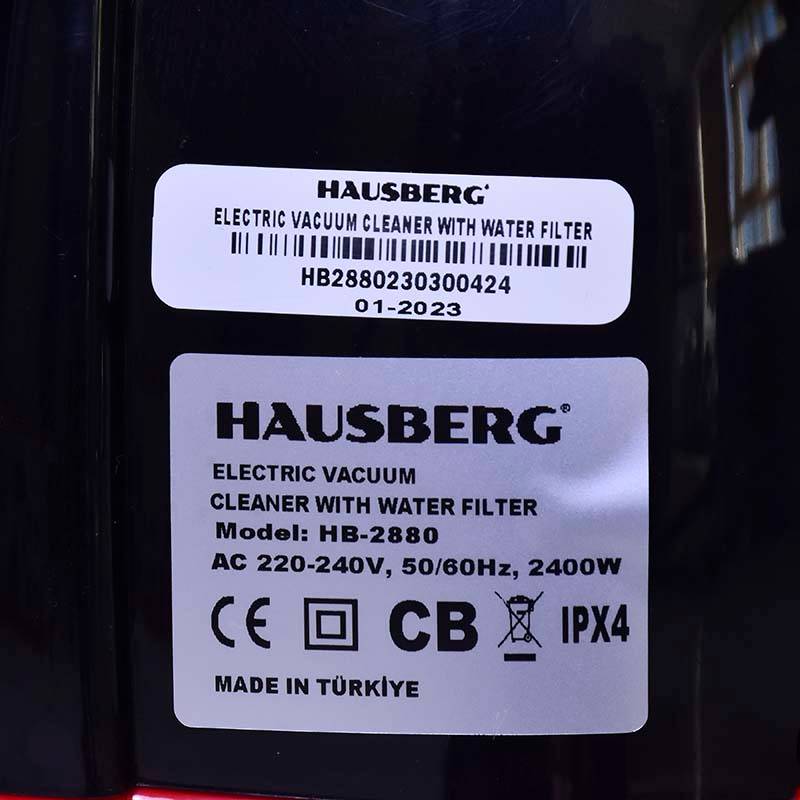 HAUSBERG
ELECTRIC VACUUM CLEANER WITH WATER FILTER
HB2880230300424
01-2023
HAUSBERG®
ELECTRIC VACUUM
CLEANER WITH WATER FILTER
Model: HB-2880
AC 220-240V, 50/60Hz, 2400W
CE CB IPX4
MADE IN TÜRKİYE